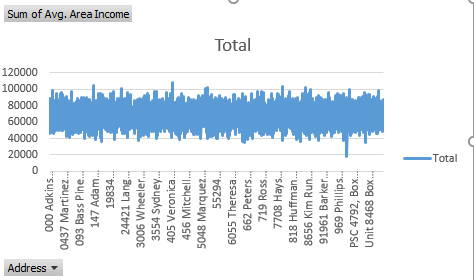 Sum of Avg. Area Income
Total
120000
100000
80000
60000
40000
20000
0
Total
000 Adkins...
0437 Martinez...
093 Bass Pine...
147 Adam...
19834...
24421 Lang...
3006 Wheeler...
3554 Sydney...
405 Veronica...
456 Mitchell...
5048 Marquez...
55294...
6055 Theresa...
662 Peters...
719 Ross...
7708 Hays...
818 Huffman...
8656 Kim Run...
91961 Barker...
969 Phillips...
PSC 4792, Box...
Unit 8468 Box...
Address